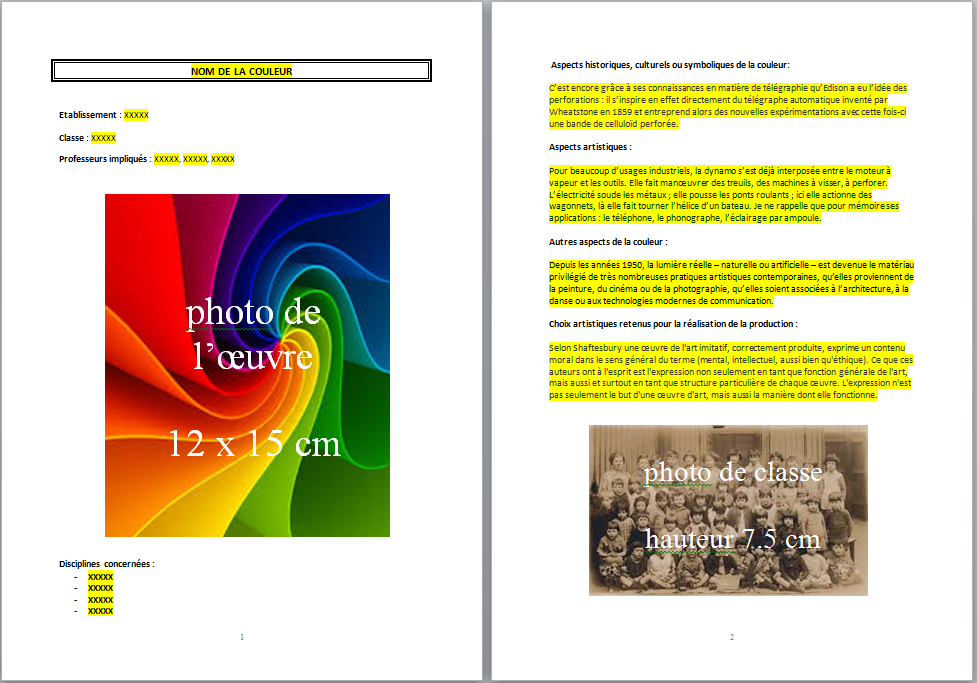 NOM DE LA COULEUR
Etablissement : XXXXX
Classe : XXXXX
Professeurs impliqués : XXXXX, XXXXX, XXXXX
photo de
l’œuvre
12 x 15 cm
Disciplines concernées :
- XXXXX
- XXXXX
- XXXXX
- XXXXX
1
Aspects historiques, culturels ou symboliques de la couleur:
C’est encore grâce à ses connaissances en matière de télégraphie qu’Edison a eu l’idée des
perforations : il s’inspire en effet directement du télégraphe automatique inventé par
Wheatstone en 1859 et entreprend alors des nouvelles expérimentations avec cette fois-ci
une bande de celluloïd perforée.
Aspects artistiques :
Pour beaucoup d’usages industriels, la dynamo s’est déjà interposée entre le moteur à
vapeur et les outils. Elle fait manœuvrer des treuils, des machines à visser, à perforer.
L’électricité soude les métaux ; elle pousse les ponts roulants ; ici elle actionne des
wagonnets, là elle fait tourner l’hélice d’un bateau. Je ne rappelle que pour mémoire ses
applications : le téléphone, le phonographe, l’éclairage par ampoule.
Autres aspects de la couleur :
Depuis les années 1950, la lumière réelle – naturelle ou artificielle – est devenue le matériau
privilégié de très nombreuses pratiques artistiques contemporaines, qu’elles proviennent de
la peinture, du cinéma ou de la photographie, qu’elles soient associées à l’architecture, à la
danse ou aux technologies modernes de communication.
Choix artistiques retenus pour la réalisation de la production :
Selon Shaftesbury une œuvre de l'art imitatif, correctement produite, exprime un contenu
moral dans le sens général du terme (mental, intellectuel, aussi bien qu'éthique). Ce que ces
auteurs ont à l'esprit est l'expression non seulement en tant que fonction générale de l'art,
mais aussi et surtout en tant que structure particulière de chaque œuvre. L'expression n'est
pas seulement le but d'une œuvre d'art, mais aussi la manière dont elle fonctionne.
photo de classe
hauteur 7.5 cm
2